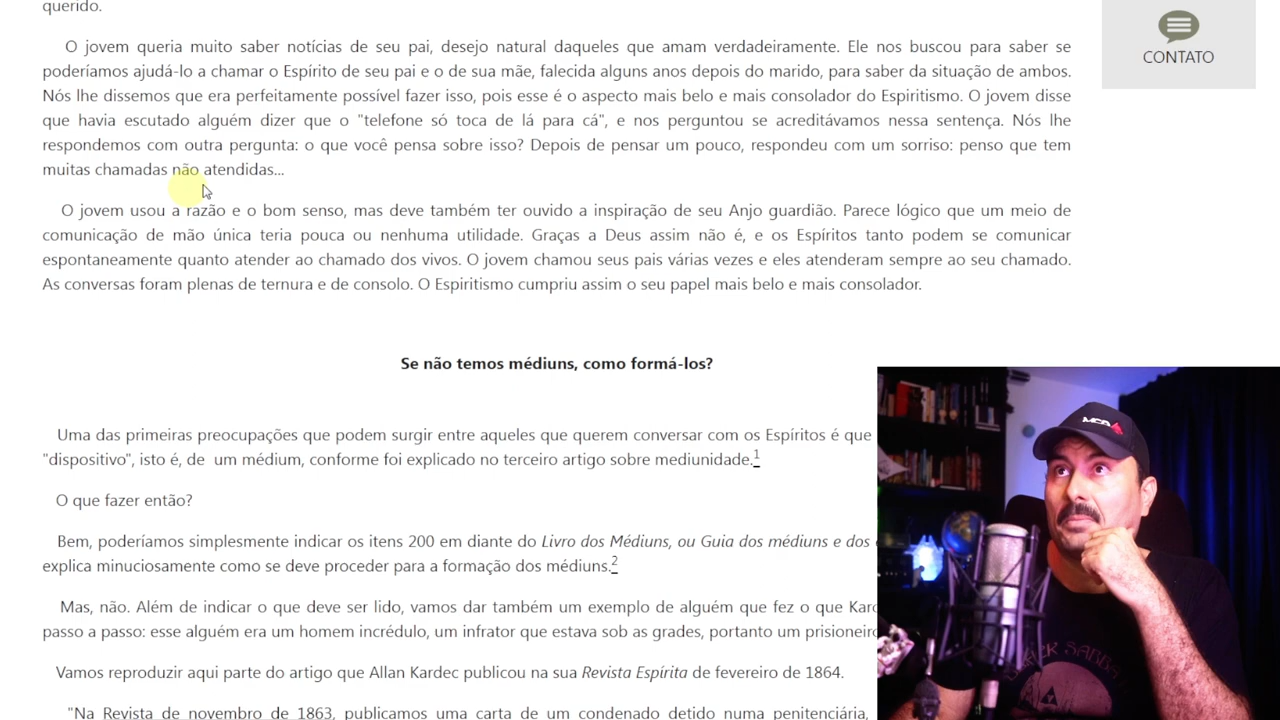 querido.
O jovem queria muito saber notícias de seu pai, desejo natural daqueles que amam verdadeiramente. Ele nos buscou para saber se
poderíamos ajudá-lo a chamar o Espírito de seu pai e o de sua mãe, falecida alguns anos depois do marido, para saber da situação de ambos.
Nós lhe dissemos que era perfeitamente possível fazer isso, pois esse é o aspecto mais belo e mais consolador do Espiritismo. O jovem disse
que havia escutado alguém dizer que o "telefone só toca de lá para cá", e nos perguntou se acreditávamos nessa sentença. Nós lhe
respondemos com outra pergunta: o que você pensa sobre isso? Depois de pensar um pouco, respondeu com um sorriso: penso que tem
muitas chamadas não atendidas...
O jovem usou a razão e o bom senso, mas deve também ter ouvido a inspiração de seu Anjo guardião. Parece lógico que um meio de
comunicação de mão única teria pouca ou nenhuma utilidade. Graças a Deus assim não é, e os Espíritos tanto podem se comunicar
espontaneamente quanto atender ao chamado dos vivos. O jovem chamou seus pais várias vezes e eles atenderam sempre ao seu chamado.
As conversas foram plenas de ternura e de consolo. O Espiritismo cumpriu assim o seu papel mais belo e mais consolador.
CONTATO
Se não temos médiuns, como formá-los?
Uma das primeiras preocupações que podem surgir entre aqueles que querem conversar com os Espíritos é que
"dispositivo", isto é, de um médium, conforme foi explicado no terceiro artigo sobre mediunidade.1
O que fazer então?
Bem, poderíamos simplesmente indicar os itens 200 em diante do Livro dos Médiuns, ou Guia dos médiuns e dos
explica minuciosamente como se deve proceder para a formação dos médiuns.2
Mas, não. Além de indicar o que deve ser lido, vamos dar também um exemplo de alguém que fez o que
passo a passo: esse alguém era um homem incrédulo, um infrator que estava sob as grades, portanto um prisioneiro
Vamos reproduzir aqui parte do artigo que Allan Kardec publicou na sua Revista Espírita de fevereiro de 1864.
"Na Revista de novembro de 1863, publicamos uma carta de um condenado detido numa penitenciária,